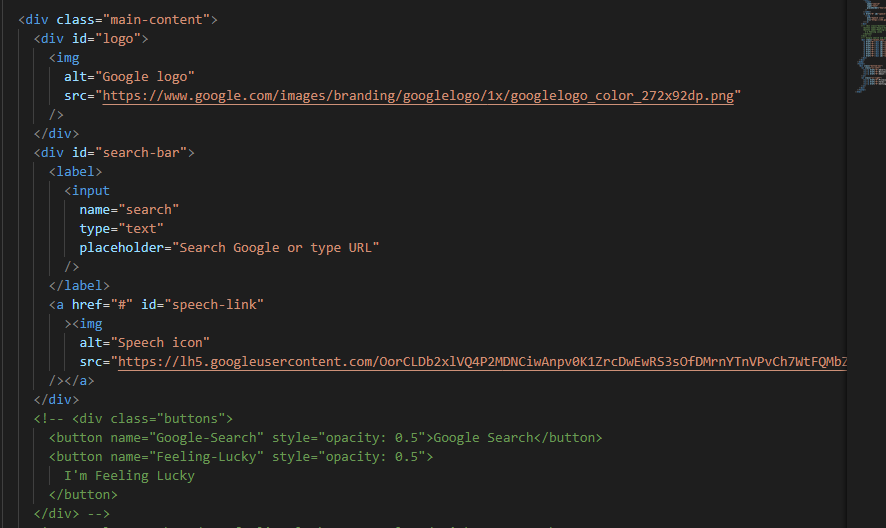 <div class="main-content">
<div id="logo">
<img
alt="Google logo"
src="https://www.google.com/images/branding/googlelogo/1x/googlelogo_color_272x92dp.png"
/>
</div>
<div id="search-bar">
<label>
<input
name="search"
type="text"
placeholder="Search Google or type URL"
/>
</label>
<a href="#" id="speech-link"
><img
alt="Speech icon"
src="https://lh5.googleusercontent.com/OorCLDb2xlVQ4P2MDNCiwAnpv0K1ZrcDwEwRS3sOfDMrnYTnVPvCh7WtFQMbZ
/></a>
</div>
<!-- <div class="buttons">
<button name="Google-Search" style="opacity: 0.5">Google Search</button>
<button name="Feeling-Lucky" style="opacity: 0.5">
I'm Feeling Lucky
</button>
</div> -->